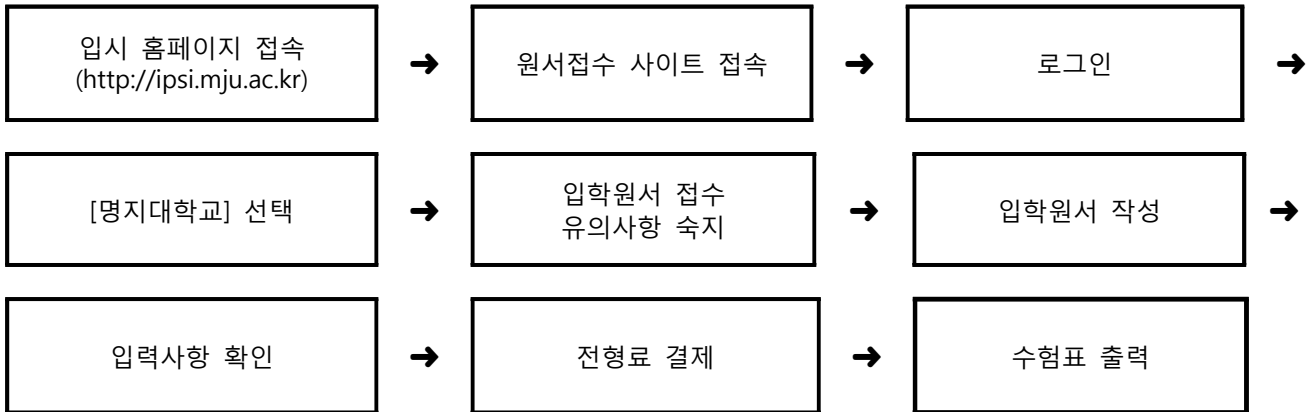 입시 홈페이지 접속
(http://ipsi.mju.ac.kr)
➜
원서접수 사이트 접속
➜
로그인
➜
[명지대학교] 선택
➜
입학원서 접수
유의사항 숙지
➜
입학원서 작성
➜
입력사항 확인
➜
전형료 결제
➜
수험표 출력